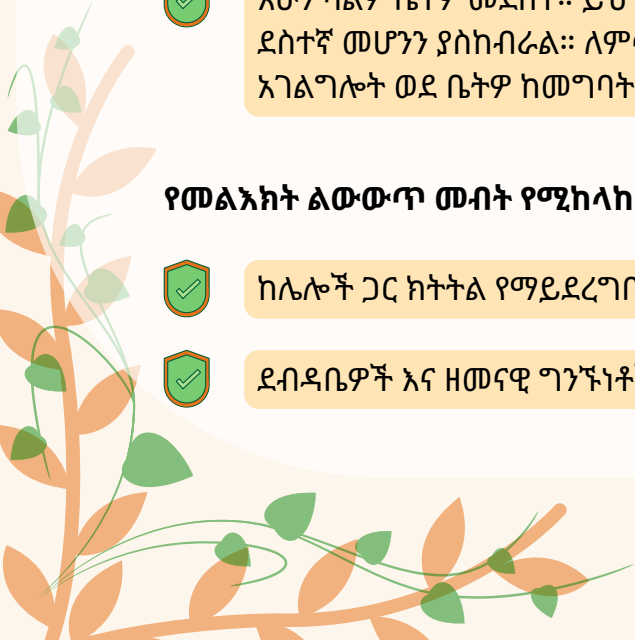 ደስተኛ መሆንን ያስከብራል። ለም
አገልግሎት ወደ ቤትዎ ከመግባት
የመልእክት ልውውጥ መብት የሚከላከ
ከሌሎች ጋር ክትትል የማይደረግ
ደብዳቤዎች እና ዘመናዊ ግንኙነቶ